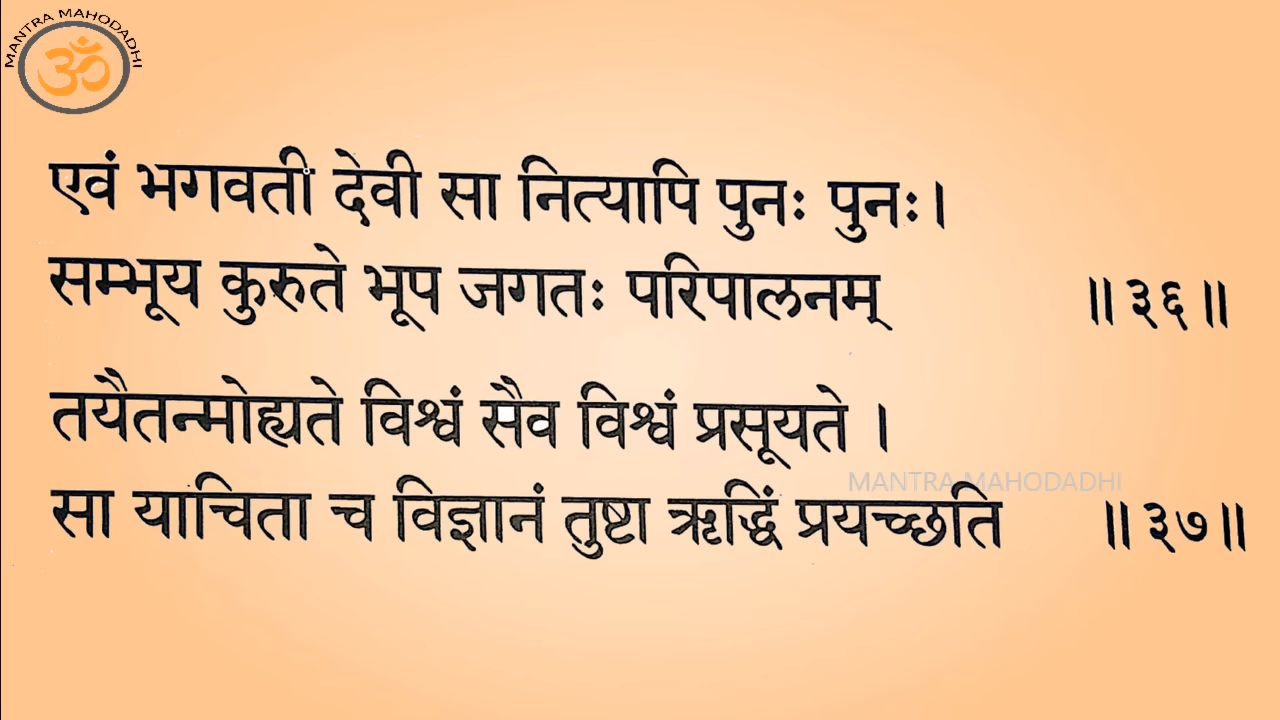 MANTRA MAHODADHI
ॐ
एवं भगवती देवी सा नित्यापि पुनः पुनः।
सम्भूय कुरुते भूप जगतः परिपालनम् ॥३६॥
तयैतन्मोह्यते विश्वं सैव विश्वं प्रसूयते ।
MANTRA MAHODADHI
सा याचिता च विज्ञानं तुष्टा ऋद्धिं प्रयच्छति ॥३७॥